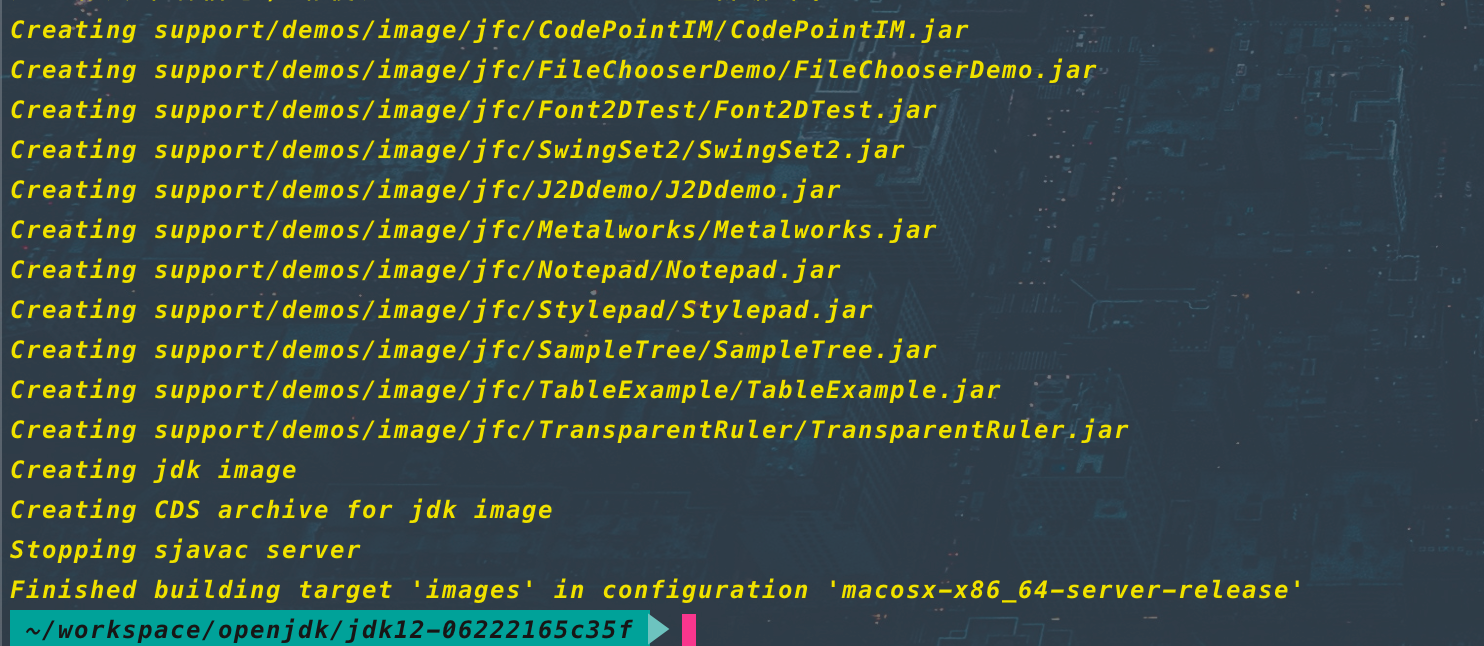 Creating support/demos/image/jfc/CodePointIM/CodePointIM.jar
Creating support/demos/image/jfc/FileChooserDemo/FileChooserDemo.jar
Creating support/demos/image/jfc/Font2DTest/Font2DTest.jar
Creating support/demos/image/jfc/SwingSet2/SwingSet2.jar
Creating support/demos/image/jfc/J2Ddemo/J2Ddemo.jar
Creating support/demos/image/jfc/Metalworks/Metalworks.jar
Creating support/demos/image/jfc/Notepad/Notepad.jar
Creating support/demos/image/jfc/Stylepad/Stylepad.jar
Creating support/demos/image/jfc/SampleTree/SampleTree.jar
Creating support/demos/image/jfc/TableExample/TableExample.jar
Creating support/demos/image/jfc/TransparentRuler/TransparentRuler.jar
Creating jdk image
Creating CDS archive for jdk image
Stopping sjavac server
Finished building target 'images' in configuration 'macosx-x86_64-server-release'
~/workspace/openjdk/jdk12-06222165c35f